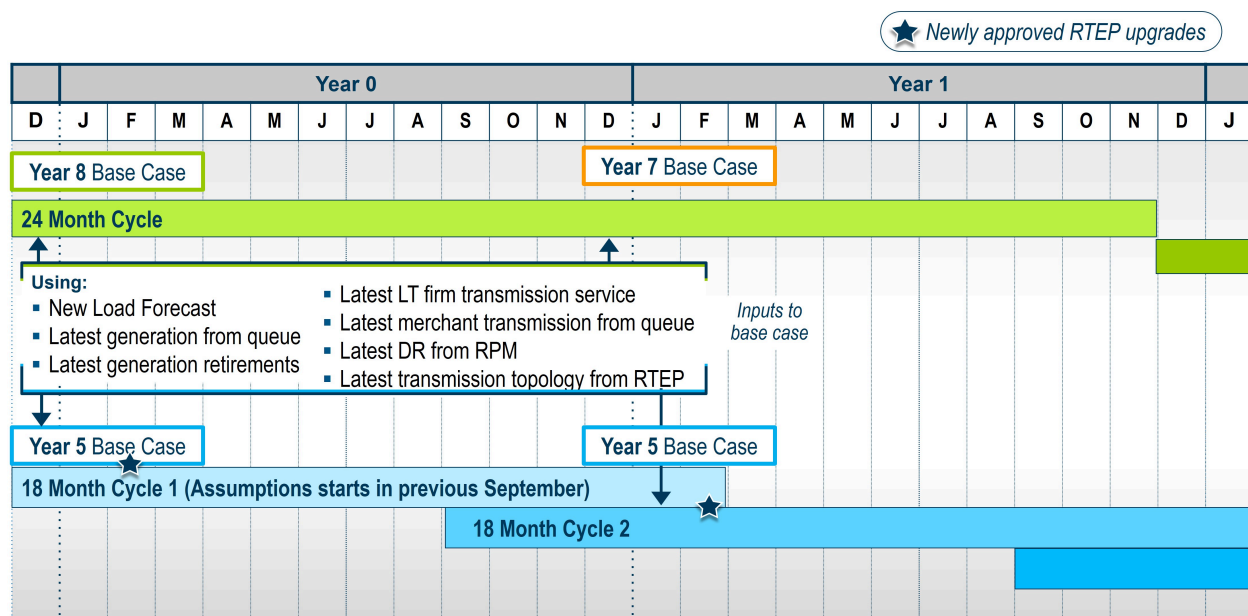 Newly approved RTEP upgrades
Year 0
Year 1
D J F M A M J J A S O N D J F M A M J J A S O N D J
Year 8 Base Case
Year 7 Base Case
24 Month Cycle
Using:
▪ New Load Forecast
▪ Latest generation from queue
▪ Latest generation retirements
▪ Latest LT firm transmission service
▪ Latest merchant transmission from queue
▪ Latest DR from RPM
▪ Latest transmission topology from RTEP
Inputs to
base case
Year 5 Base Case
Year 5 Base Case
18 Month Cycle 1 (Assumptions starts in previous September)
18 Month Cycle 2